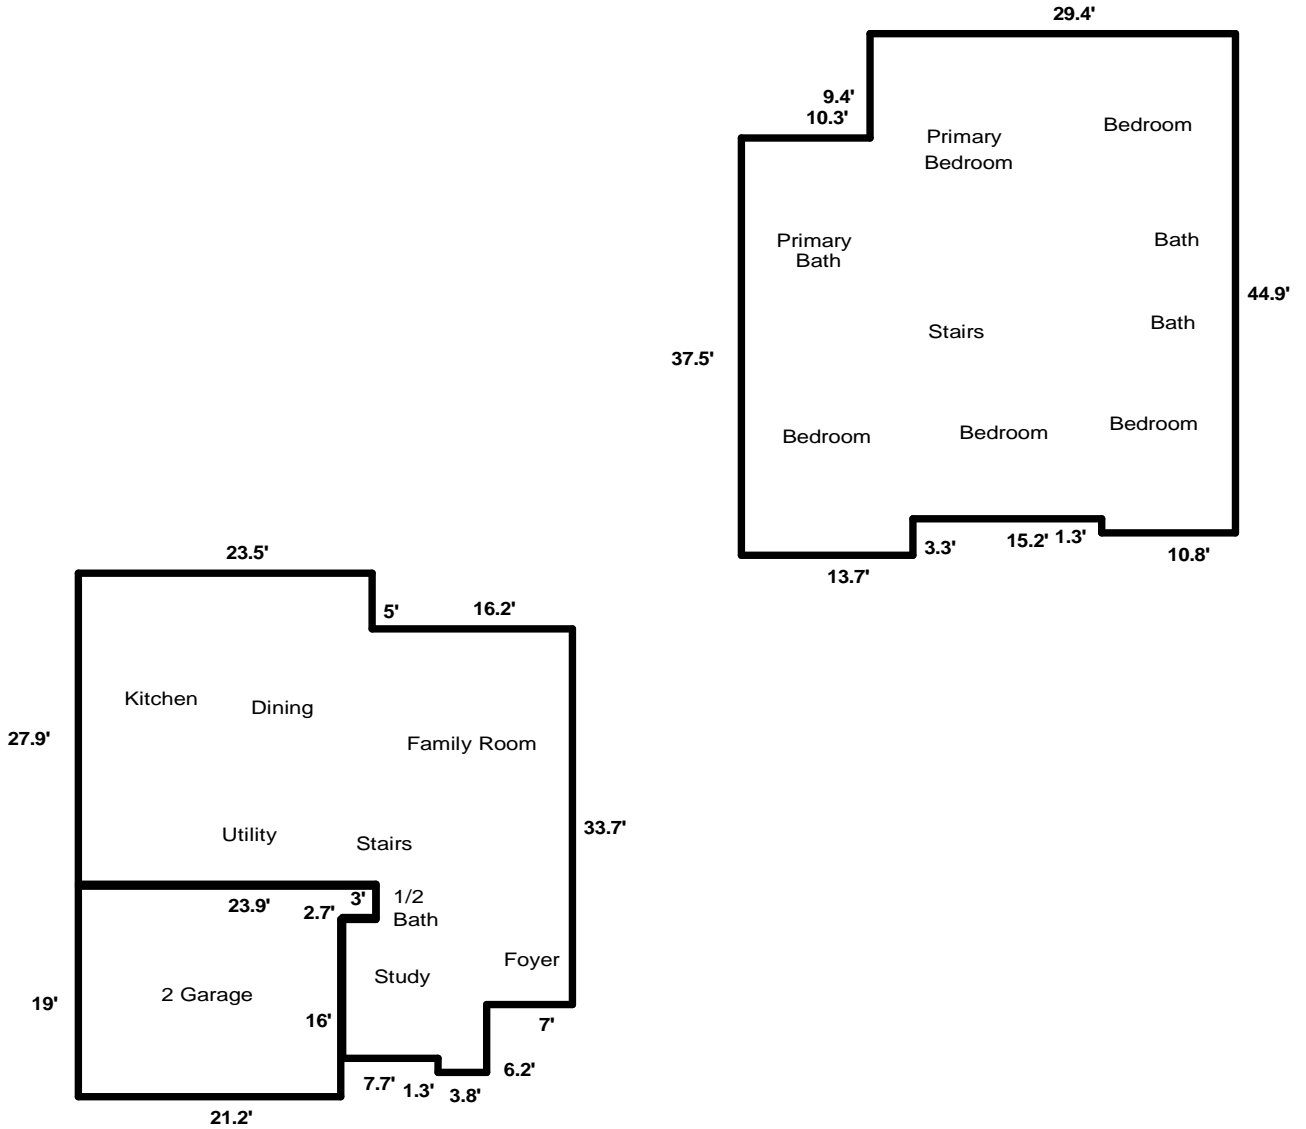 29.4'
9.4'
10.3'
Primary
Bedroom
Bedroom
Primary
Bath
Bath
44.9'
Bath
Stairs
37.5'
Bedroom
Bedroom
Bedroom
3.3'
15.2'
1.3'
10.8'
13.7'
23.5'
5'
16.2'
Kitchen
Dining
27.9'
Family Room
Utility
Stairs
33.7'
23.9'
2.7'
3'
1/2
Bath
Foyer
Study
2 Garage
19'
16'
7'
6.2'
7.7'
1.3'
3.8'
21.2'